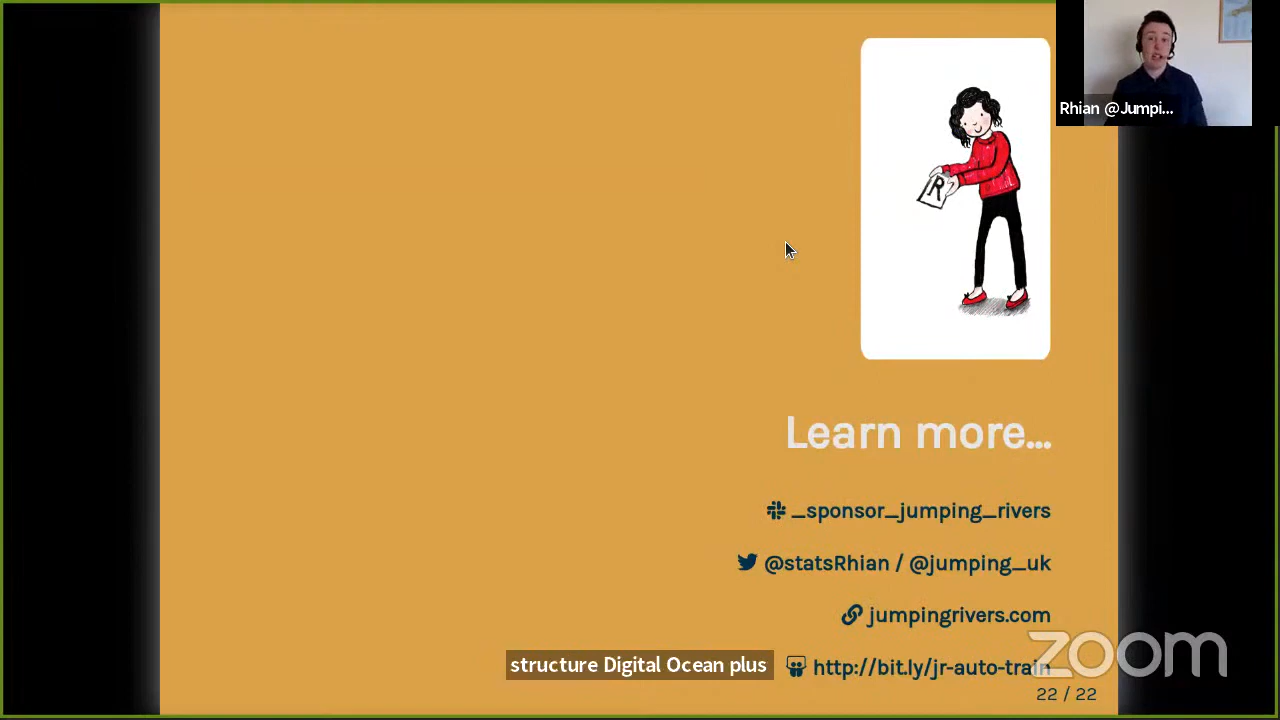 Rhian @Jumpi...
R
Learn more...
_sponsor_jumping_rivers
@statsRhian / @jumping_uk
jumpingrivers.com
structure Digital Ocean plus
http://bit.ly/jr-auto-train
zoom
22 / 22